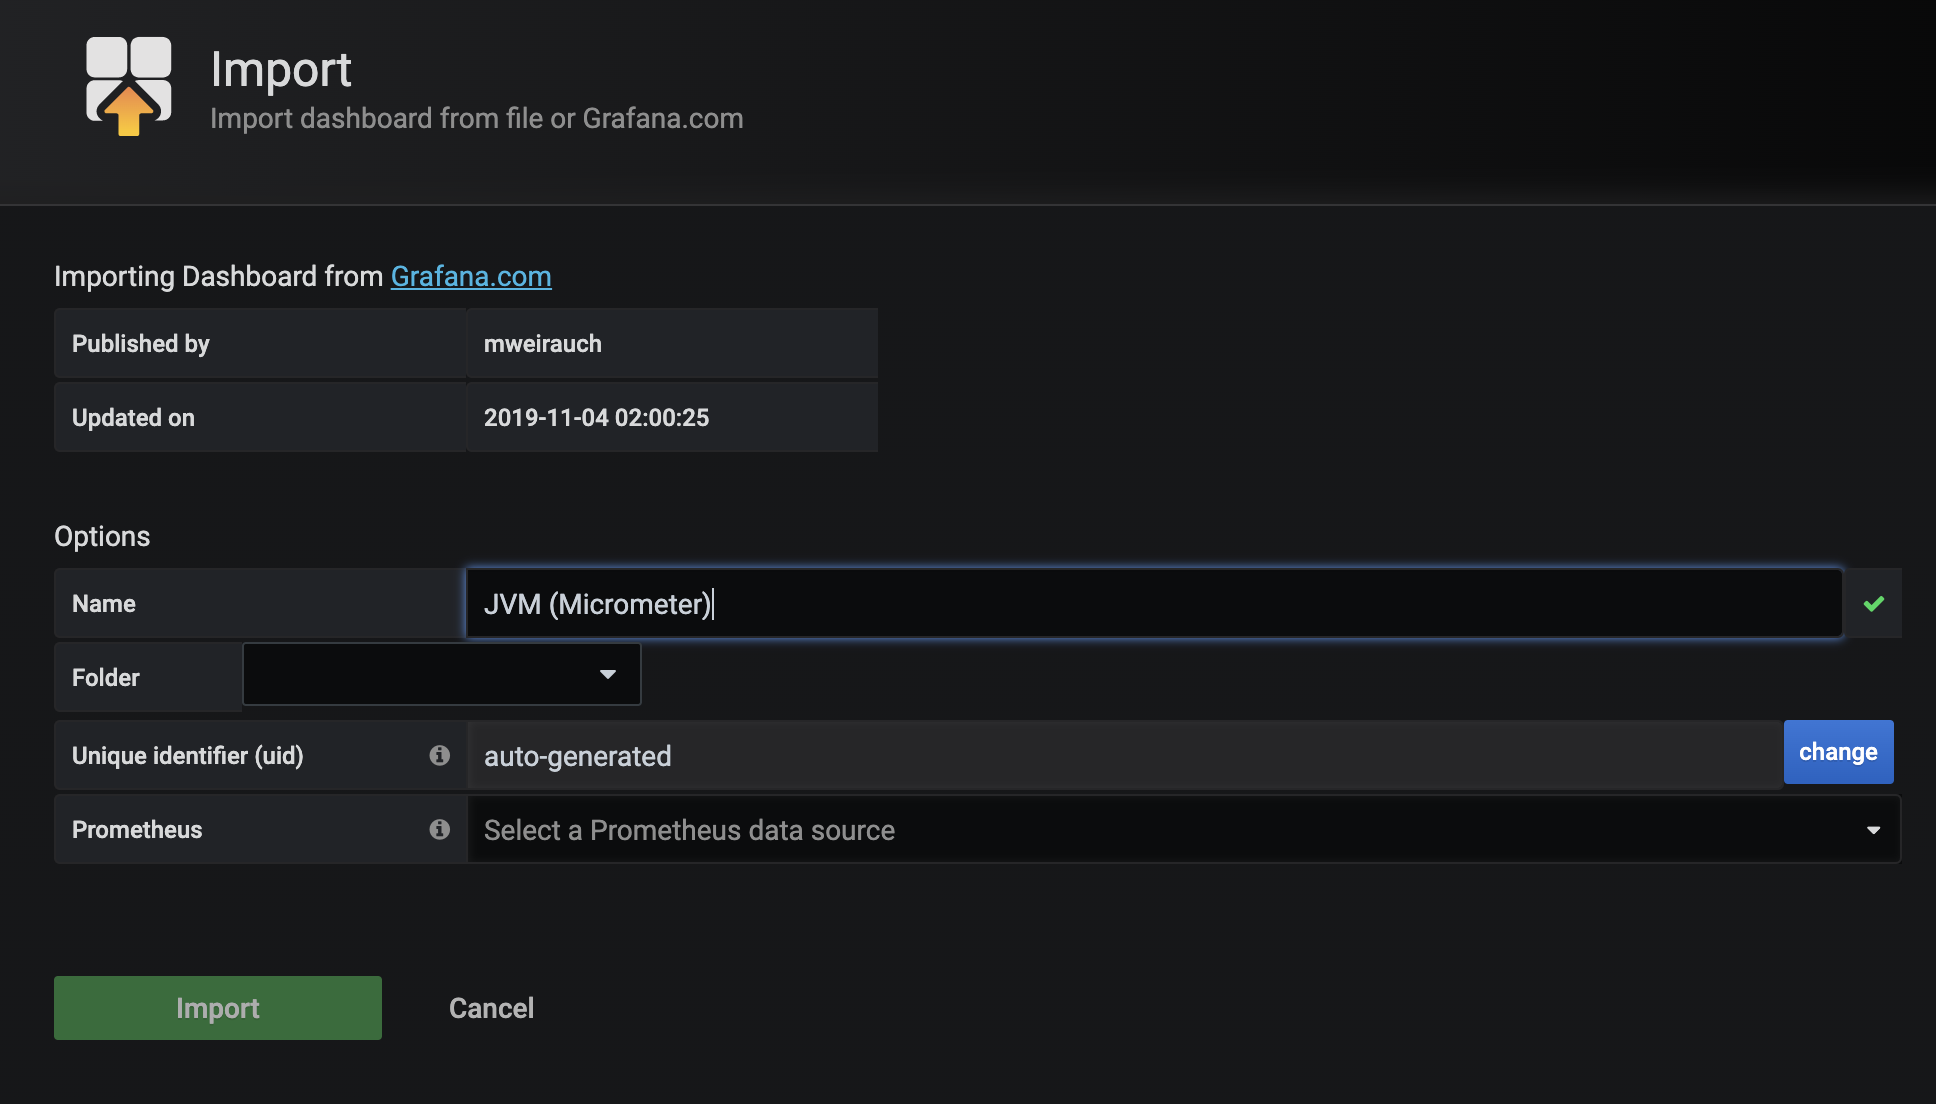 Import
Import dashboard from file or Grafana.com
Importing Dashboard from Grafana.com
Published by mweirauch
Updated on 2019-11-04 02:00:25
Options
Name JVM (Micrometer)
Folder
Unique identifier (uid) auto-generated change
Prometheus Select a Prometheus data source
Import Cancel